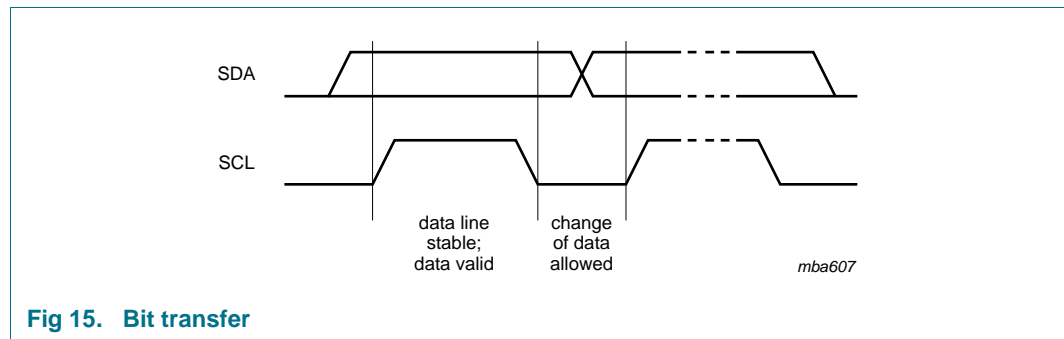 SDA
SCL
data line
stable;
data valid
change
of data
allowed
mba607
Fig 15. Bit transfer